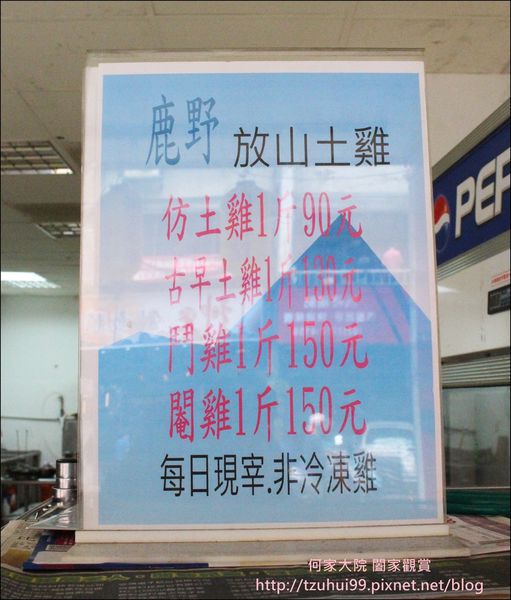 鹿野 放山土雞
仿土雞1斤90元
古早土雞1斤130元
鬥雞1斤150元
閹雞1斤150元
每日現宰.非冷凍雞
PEP
何家大院 闔家觀賞
http://tzuhui99.pixnet.net/blog